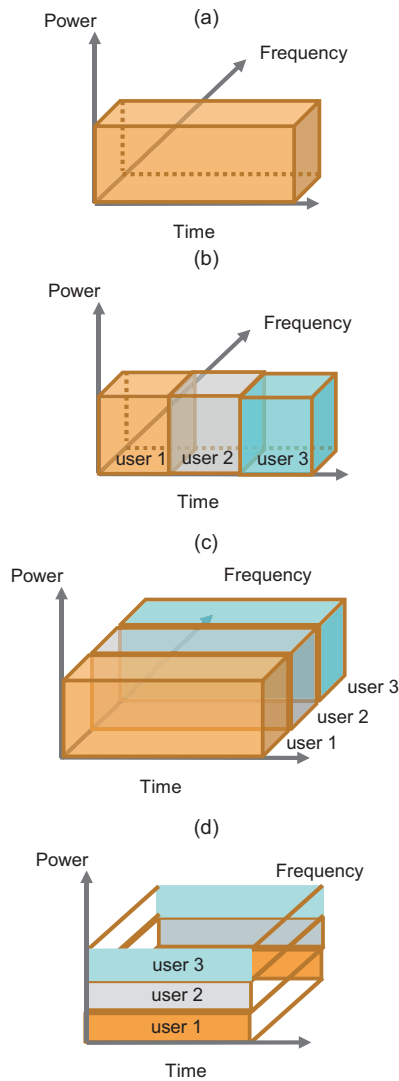 (a)
Power
Frequency
Time
(b)
Power
Frequency
user 1 user 2 user 3
Time
(c)
Power
Frequency
user 3
user 2
user 1
Time
(d)
Power
Frequency
user 3
user 2
user 1
Time